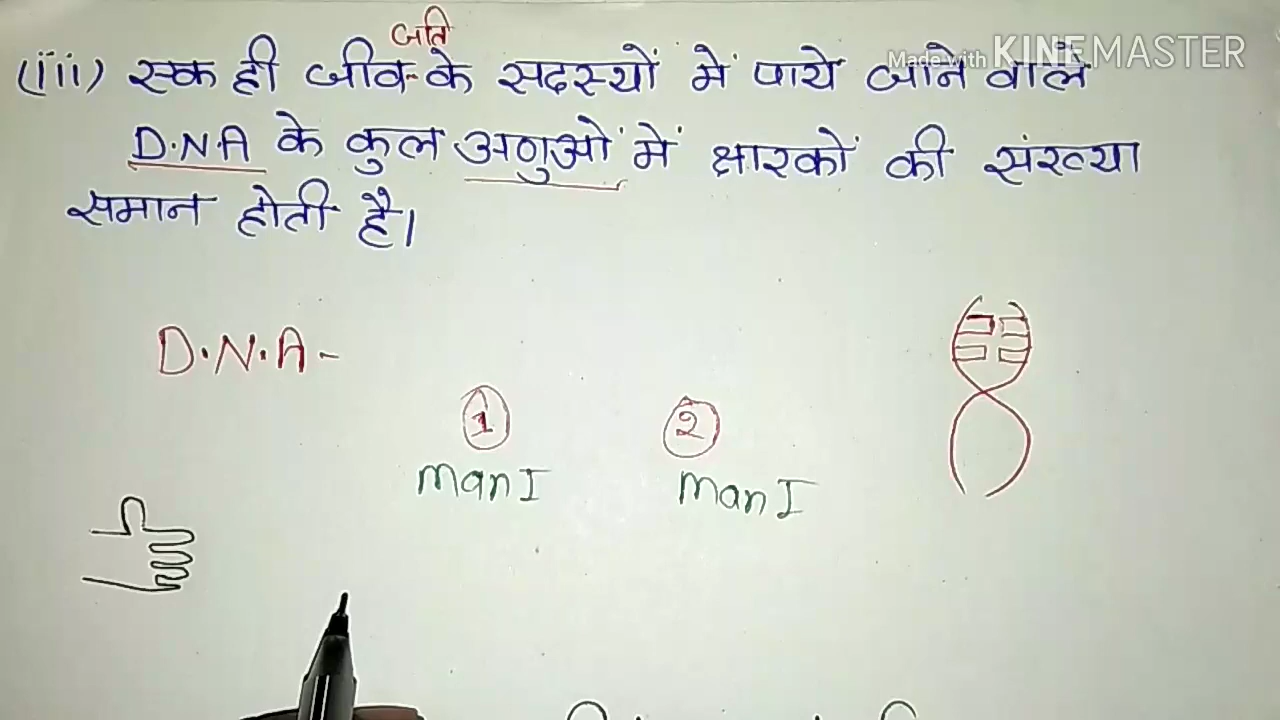 जाति
(iii) एक ही जीव के सदस्यों में पाये जाने वाले
Made with KINEMASTER
D.N.A के कुल अणुओं में क्षारकों की संख्या
समान होती है।
D.N.A -
1 2
Man I Man I